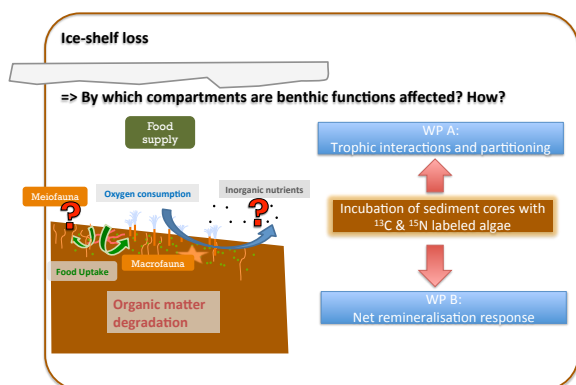 Ice-shelf loss
=> By which compartments are benthic functions affected? How?
Food
supply
WP A:
Trophic interactions and partitioning
Meiofauna
Oxygen consumption
Inorganic nutrients
?
?
Incubation of sediment cores with
¹³C & ¹⁵N labeled algae
Macrofauna
Food Uptake
Organic matter
degradation
WP B:
Net remineralisation response